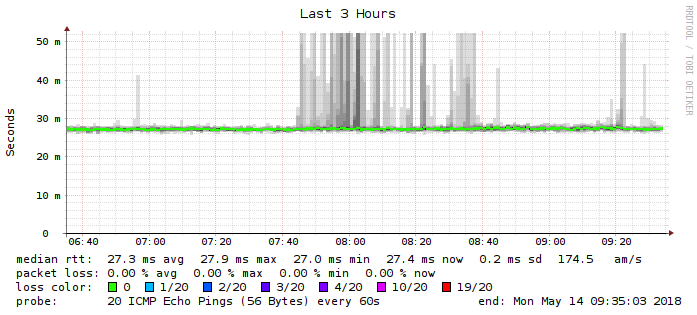 Last 3 Hours
RRDTOOL / TOBI OETIKER
Seconds
50 m
40 m
30 m
20 m
10 m
0
06:40 07:00 07:20 07:40 08:00 08:20 08:40 09:00 09:20
median rtt: 27.3 ms avg 27.9 ms max 27.0 ms min 27.4 ms now 0.2 ms sd 174.5 am/s
packet loss: 0.00 % avg 0.00 % max 0.00 % min 0.00 % now
loss color: 0 1/20 2/20 3/20 4/20 10/20 19/20
probe: 20 ICMP Echo Pings (56 Bytes) every 60s end: Mon May 14 09:35:03 2018